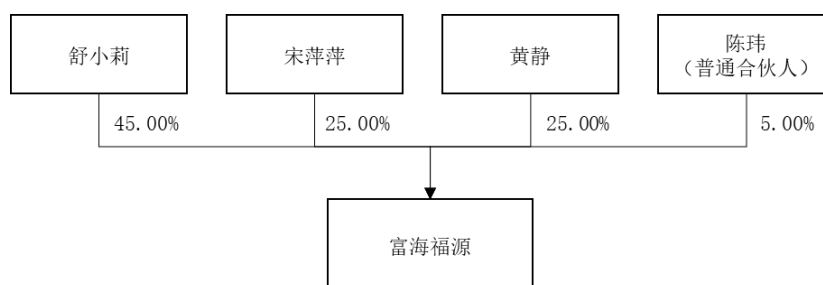 舒小莉
宋萍萍
黄静
陈玮
（普通合伙人）
45.00%
25.00%
25.00%
5.00%
富海福源